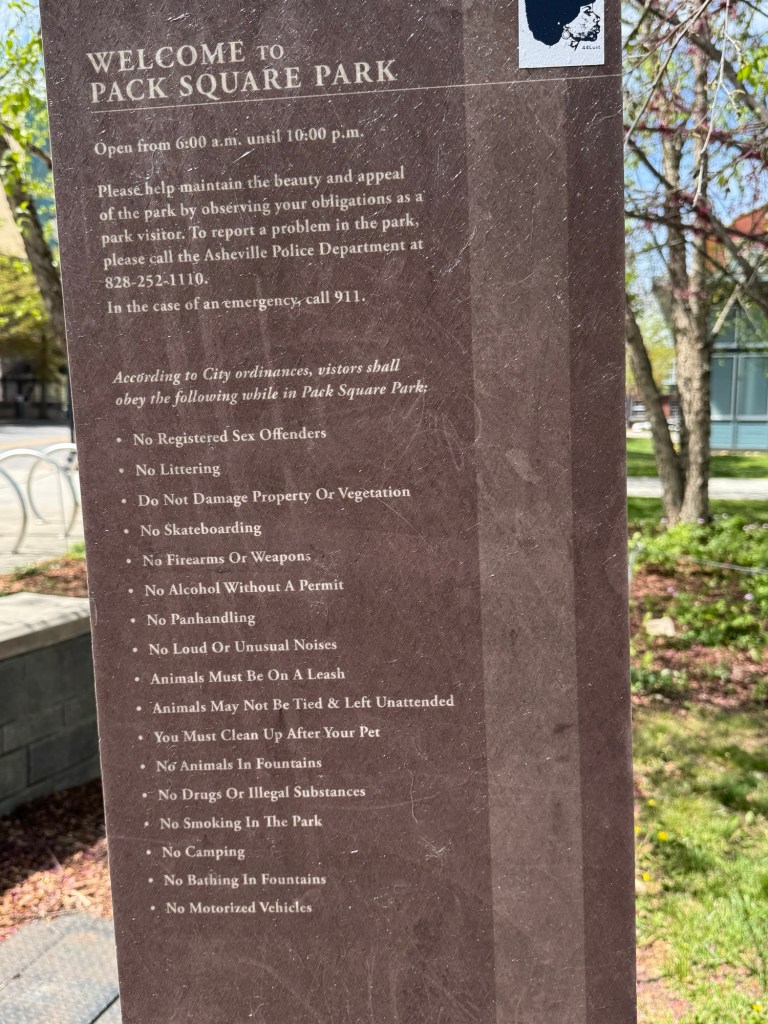 WELCOME TO
PACK SQUARE PARK
Open from 6:00 a.m. until 10:00 p.m.
Please help maintain the beauty and appeal
of the park by observing your obligations as a
park visitor. To report a problem in the park,
please call the Asheville Police Department at
828-252-1110.
In the case of an emergency, call 911.
According to City ordinances, vistors shall
obey the following while in Pack Square Park:
• No Registered Sex Offenders
• No Littering
• Do Not Damage Property Or Vegetation
• No Skateboarding
• No Firearms Or Weapons
• No Alcohol Without A Permit
• No Panhandling
• No Loud Or Unusual Noises
• Animals Must Be On A Leash
• Animals May Not Be Tied & Left Unattended
• You Must Clean Up After Your Pet
• No Animals In Fountains
• No Drugs Or Illegal Substances
• No Smoking In The Park
• No Camping
• No Bathing In Fountains
• No Motorized Vehicles